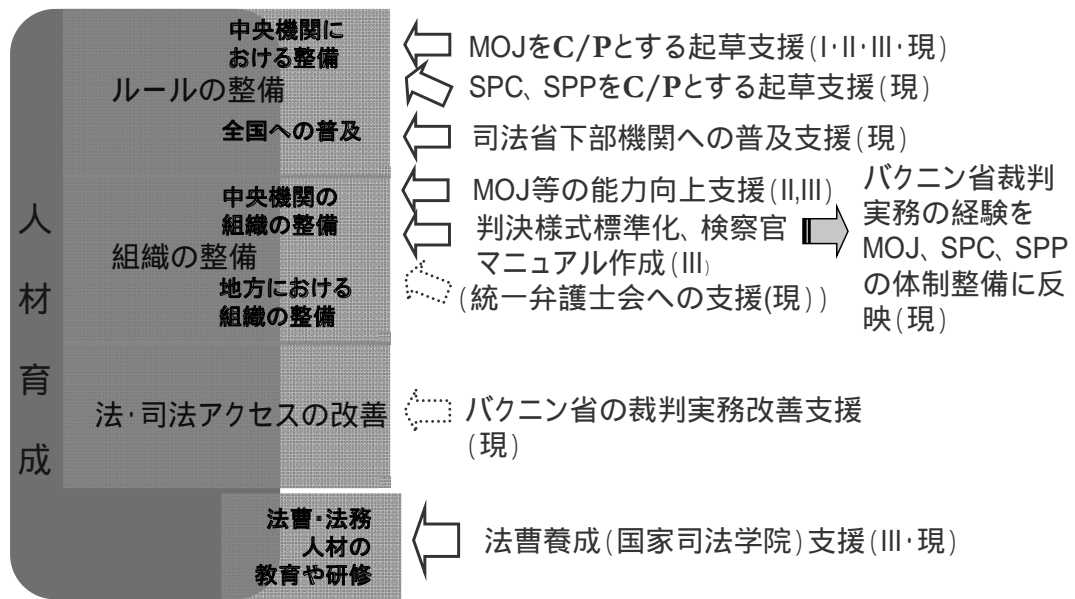 人
材
育
成
ルールの整備
中央機関に
おける整備
MOJをC/Pとする起草支援(I・II・III・現)
SPC、SPPをC/Pとする起草支援(現)
全国への普及
司法省下部機関への普及支援(現)
組織の整備
中央機関の
組織の整備
MOJ等の能力向上支援(II,III)
判決様式標準化、検察官
マニュアル作成(III)
バクニン省裁判
実務の経験を
MOJ、SPC、SPP
の体制整備に反
映(現)
地方における
組織の整備
(統一弁護士会への支援(現))
法・司法アクセスの改善
バクニン省の裁判実務改善支援
(現)
法曹・法務
人材の
教育や研修
法曹養成(国家司法学院)支援(III・現)